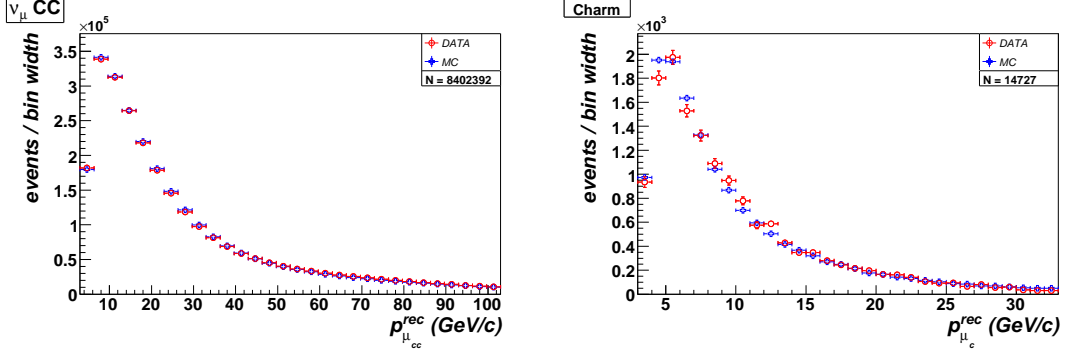 ν_μ CC
×10^5
events / bin width
3.5
3
2.5
2
1.5
1
0.5
0
DATA
MC
N = 8402392
10 20 30 40 50 60 70 80 90 100
p^rec_μ_cc (GeV/c)
Charm
×10^3
events / bin width
2
1.8
1.6
1.4
1.2
1
0.8
0.6
0.4
0.2
0
DATA
MC
N = 14727
5 10 15 20 25 30
p^rec_μ_c (GeV/c)